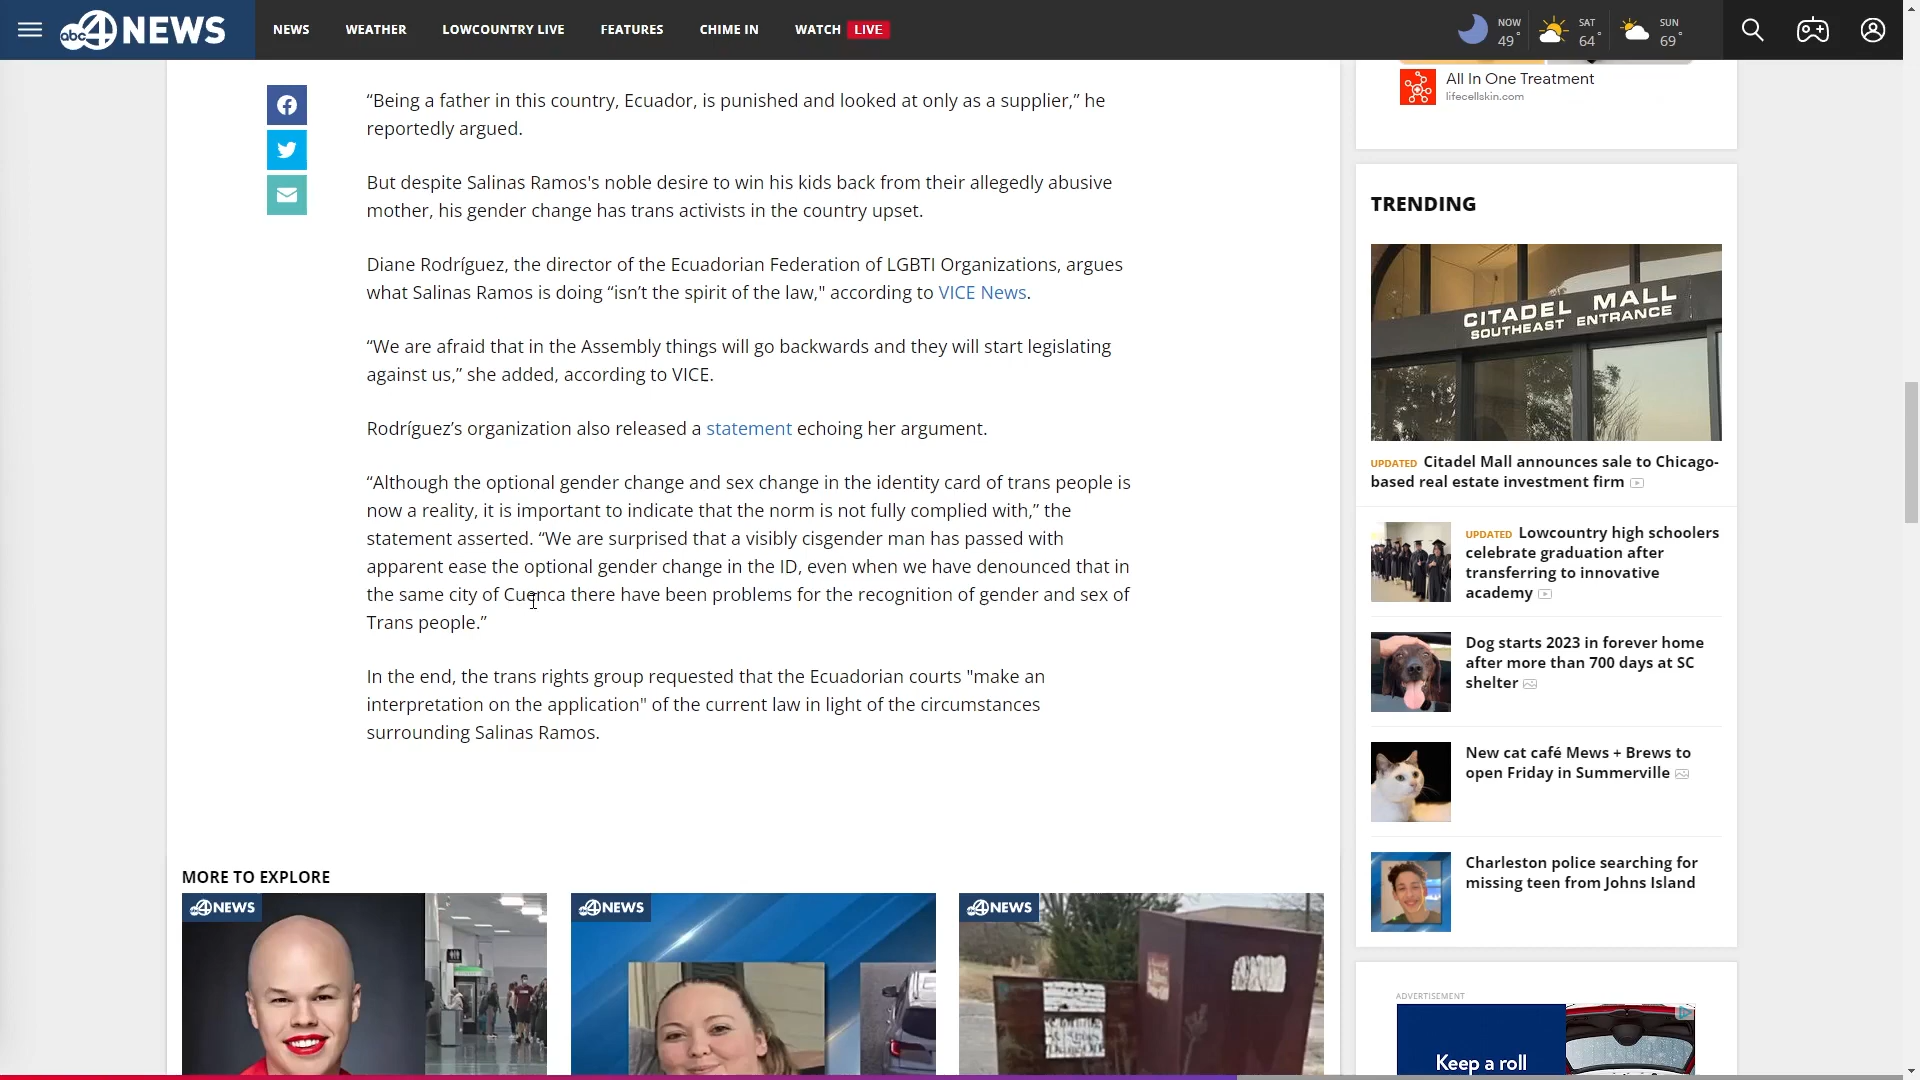 abc 4 NEWS
NEWS
WEATHER
LOWCOUNTRY LIVE
FEATURES
CHIME IN
WATCH LIVE
NOW
49°
SAT
64°
SUN
69°
“Being a father in this country, Ecuador, is punished and looked at only as a supplier,” he
reportedly argued.
But despite Salinas Ramos's noble desire to win his kids back from their allegedly abusive
mother, his gender change has trans activists in the country upset.
Diane Rodríguez, the director of the Ecuadorian Federation of LGBTI Organizations, argues
what Salinas Ramos is doing “isn’t the spirit of the law," according to VICE News.
“We are afraid that in the Assembly things will go backwards and they will start legislating
against us,” she added, according to VICE.
Rodríguez’s organization also released a statement echoing her argument.
“Although the optional gender change and sex change in the identity card of trans people is
now a reality, it is important to indicate that the norm is not fully complied with,” the
statement asserted. “We are surprised that a visibly cisgender man has passed with
apparent ease the optional gender change in the ID, even when we have denounced that in
the same city of Cuenca there have been problems for the recognition of gender and sex of
Trans people.”
In the end, the trans rights group requested that the Ecuadorian courts "make an
interpretation on the application" of the current law in light of the circumstances
surrounding Salinas Ramos.
MORE TO EXPLORE
abc 4 NEWS
abc 4 NEWS
abc 4 NEWS
All In One Treatment
lifecellskin.com
TRENDING
CITADEL MALL
SOUTHEAST ENTRANCE
UPDATED Citadel Mall announces sale to Chicago-
based real estate investment firm
UPDATED Lowcountry high schoolers
celebrate graduation after
transferring to innovative
academy
Dog starts 2023 in forever home
after more than 700 days at SC
shelter
New cat café Mews + Brews to
open Friday in Summerville
Charleston police searching for
missing teen from Johns Island
ADVERTISEMENT
Keep a roll